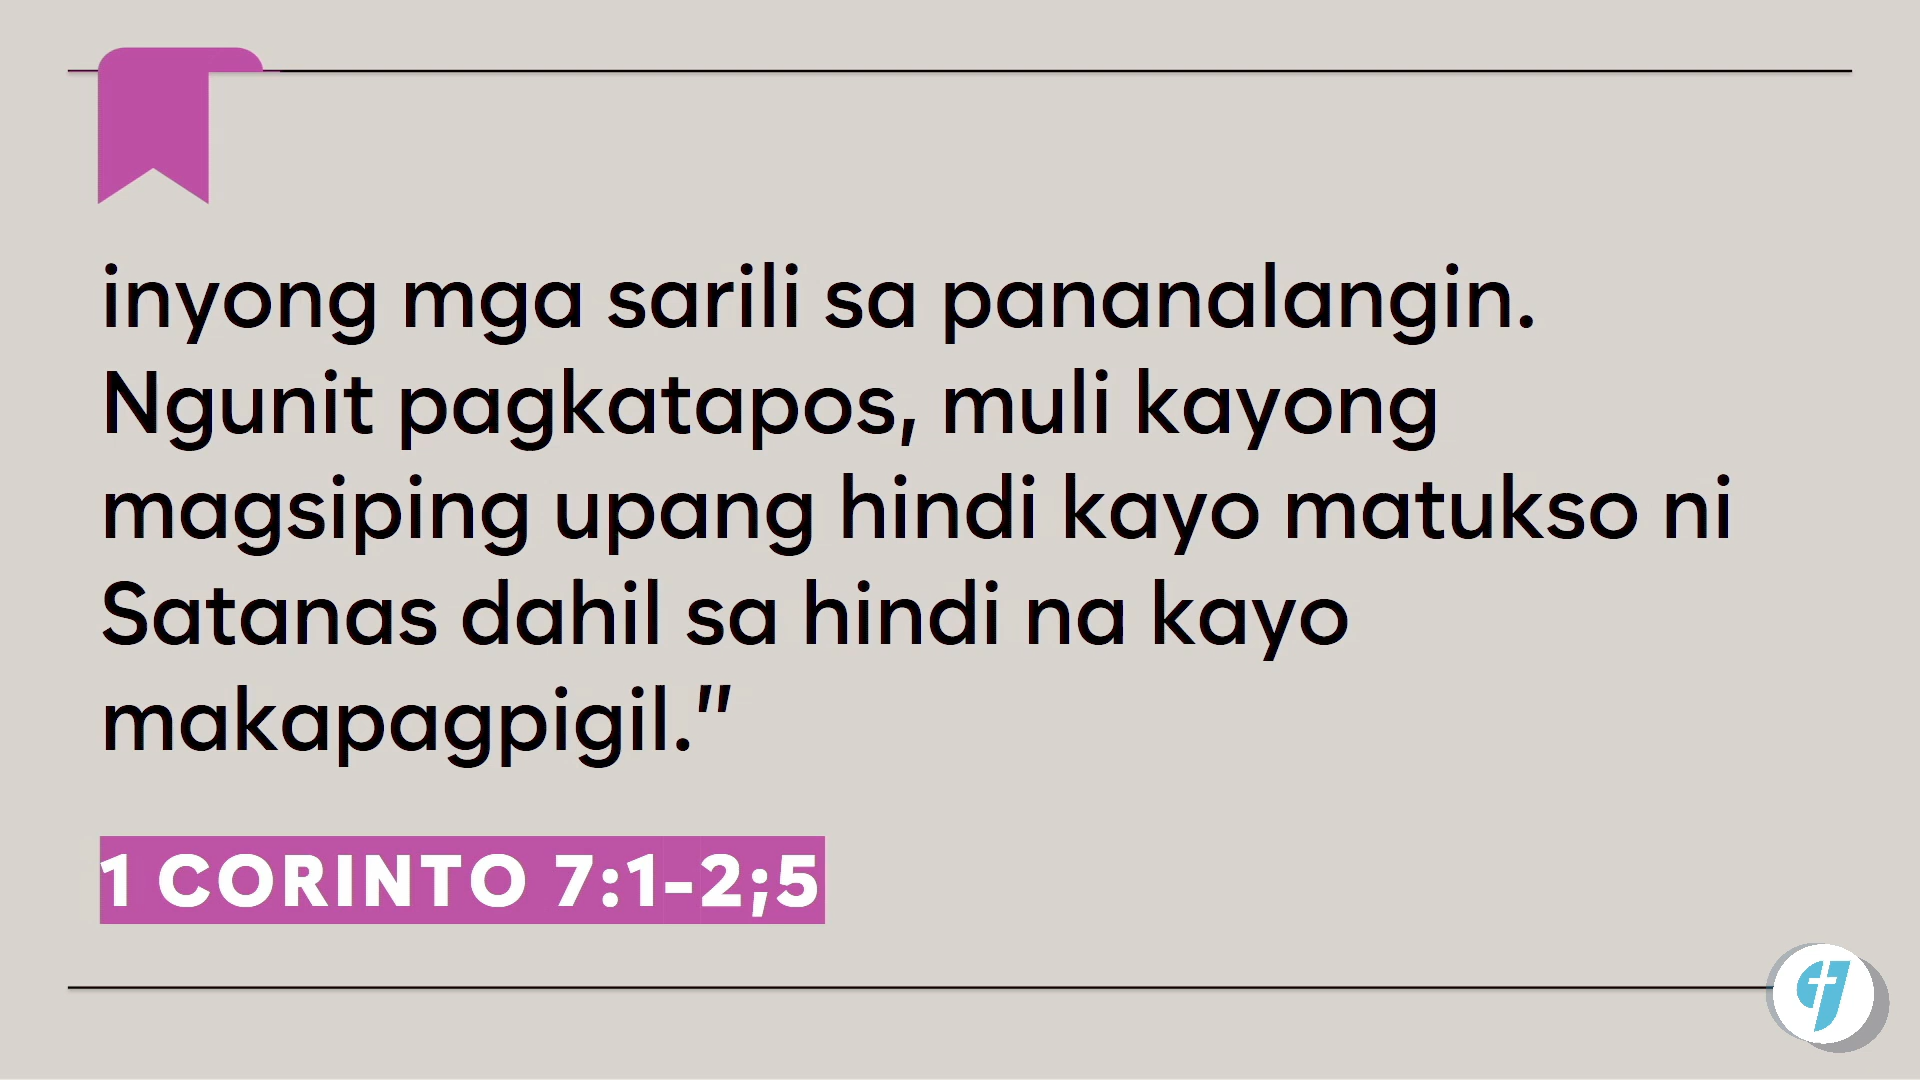 inyong mga sarili sa pananalangin.
Ngunit pagkatapos, muli kayong
magsiping upang hindi kayo matukso ni
Satanas dahil sa hindi na kayo
makapagpigil."
1 CORINTO 7:1-2;5